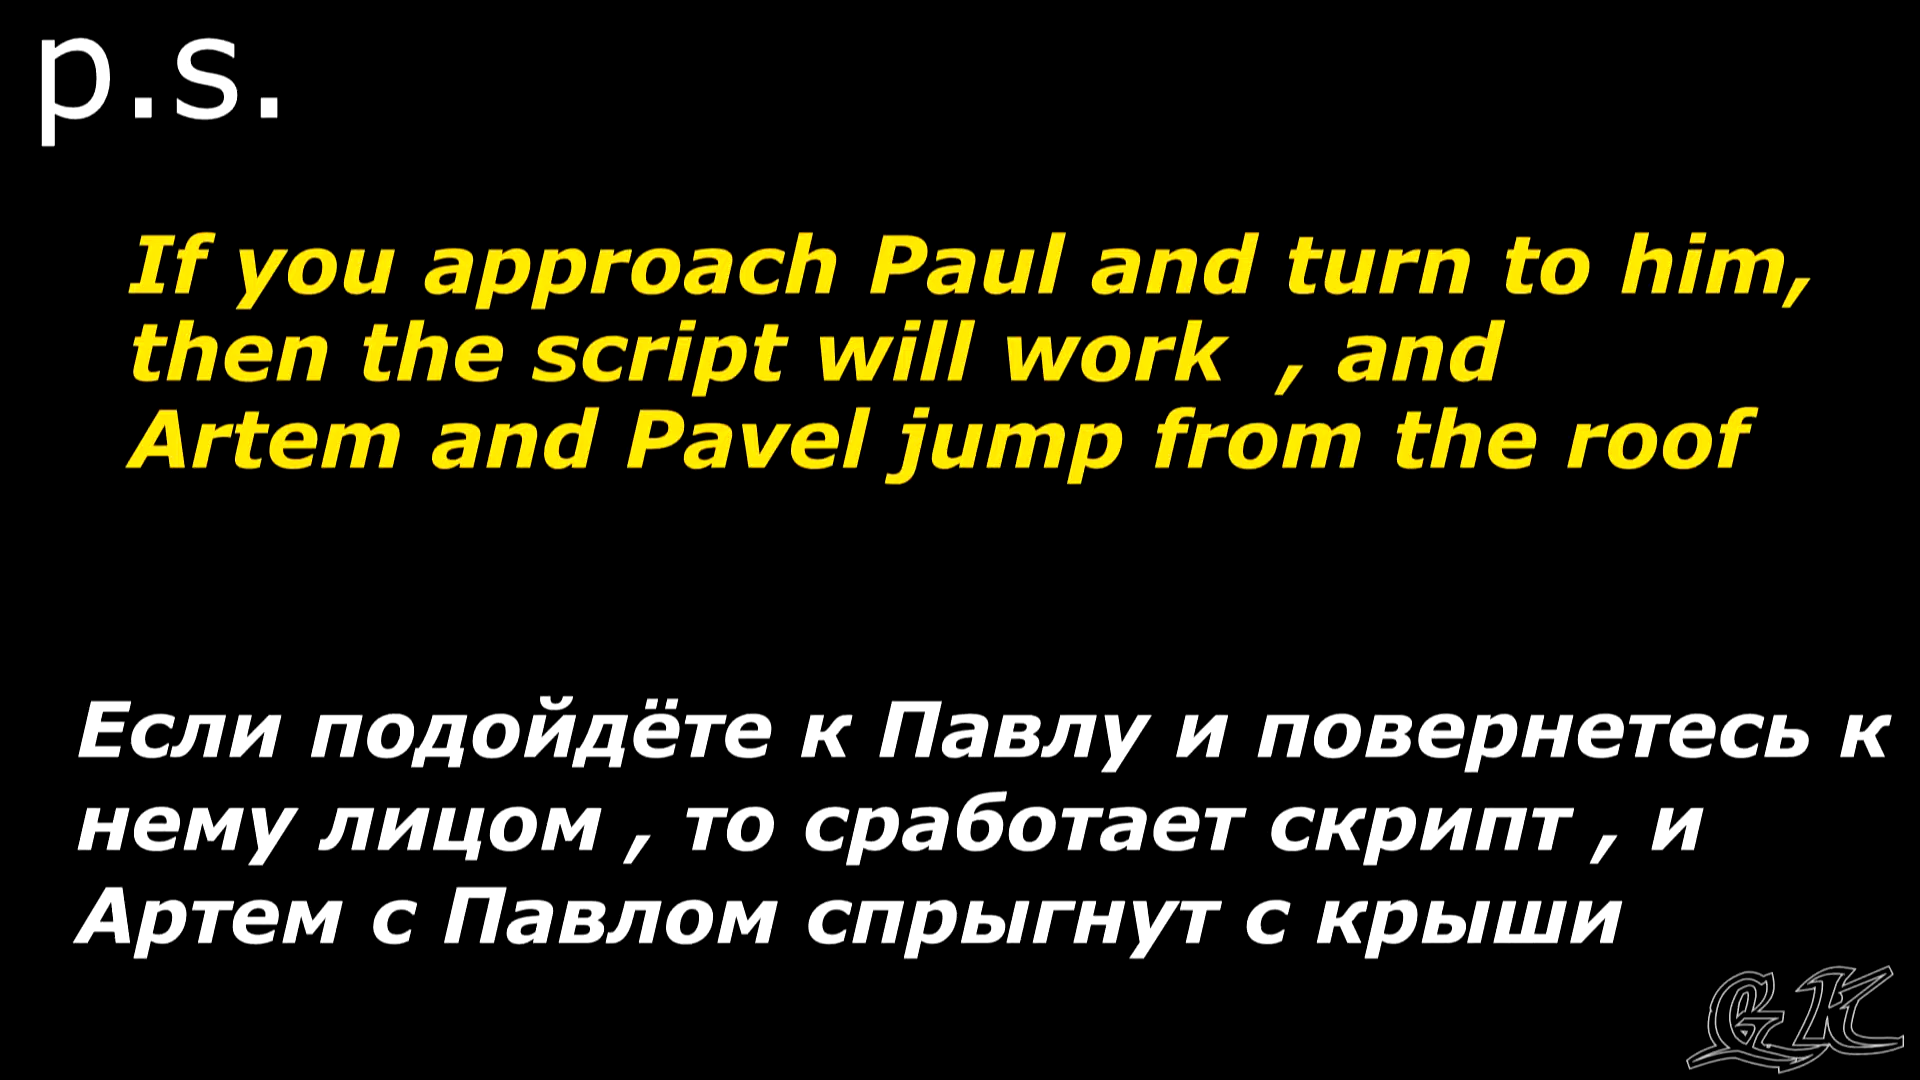 p.s.
If you approach Paul and turn to him,
then the script will work , and
Artem and Pavel jump from the roof
Если подойдёте к Павлу и повернетесь к
нему лицом , то сработает скрипт , и
Артем с Павлом спрыгнут с крыши
GK